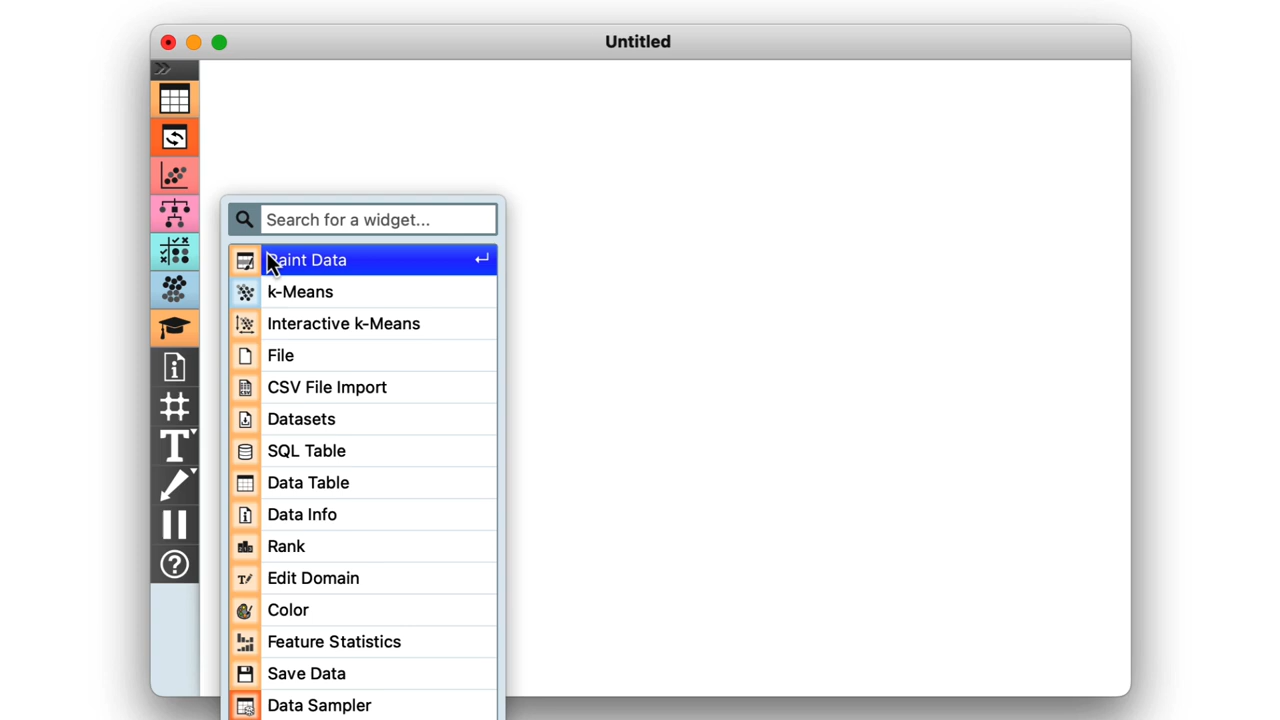 Untitled
Search for a widget...
Paint Data
k-Means
Interactive k-Means
File
CSV File Import
Datasets
SQL Table
Data Table
Data Info
Rank
Edit Domain
Color
Feature Statistics
Save Data
Data Sampler